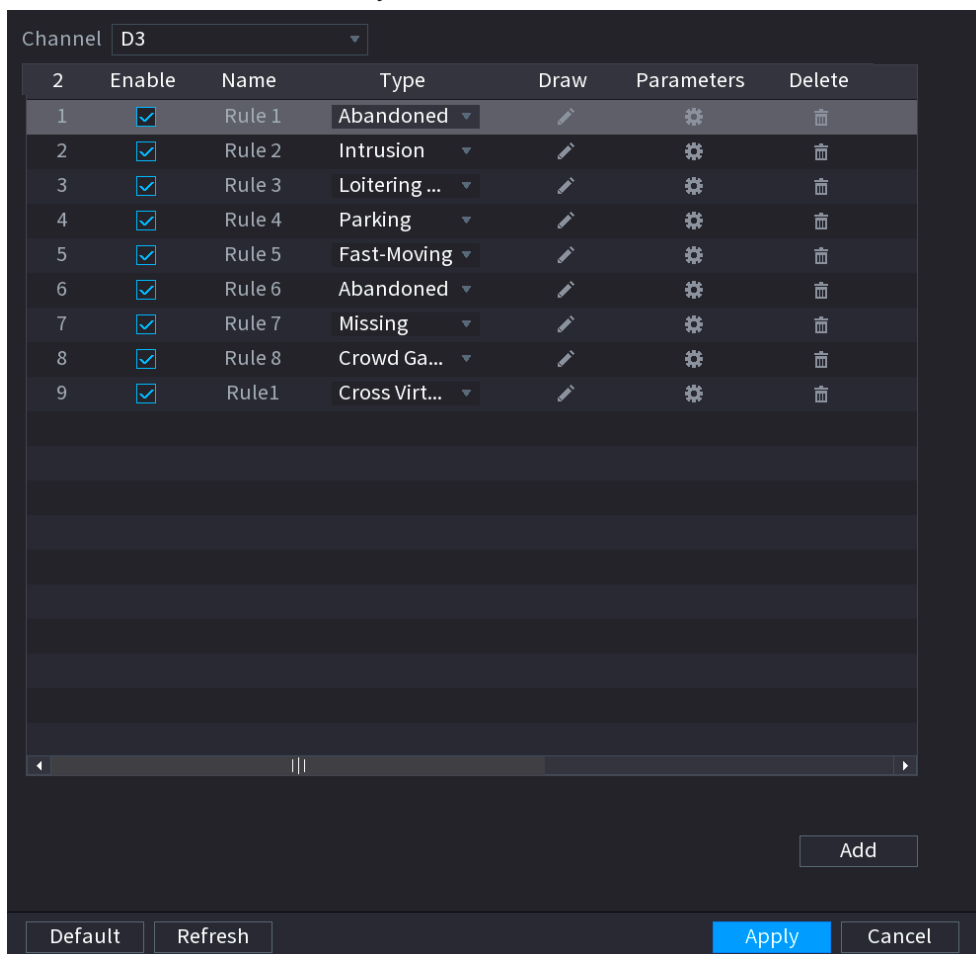 Channel D3
2 Enable Name Type Draw Parameters Delete
1 Rule 1 Abandoned
2 Rule 2 Intrusion
3 Rule 3 Loitering ...
4 Rule 4 Parking
5 Rule 5 Fast-Moving
6 Rule 6 Abandoned
7 Rule 7 Missing
8 Rule 8 Crowd Ga...
9 Rule1 Cross Virt...
Add
Default Refresh Apply Cancel